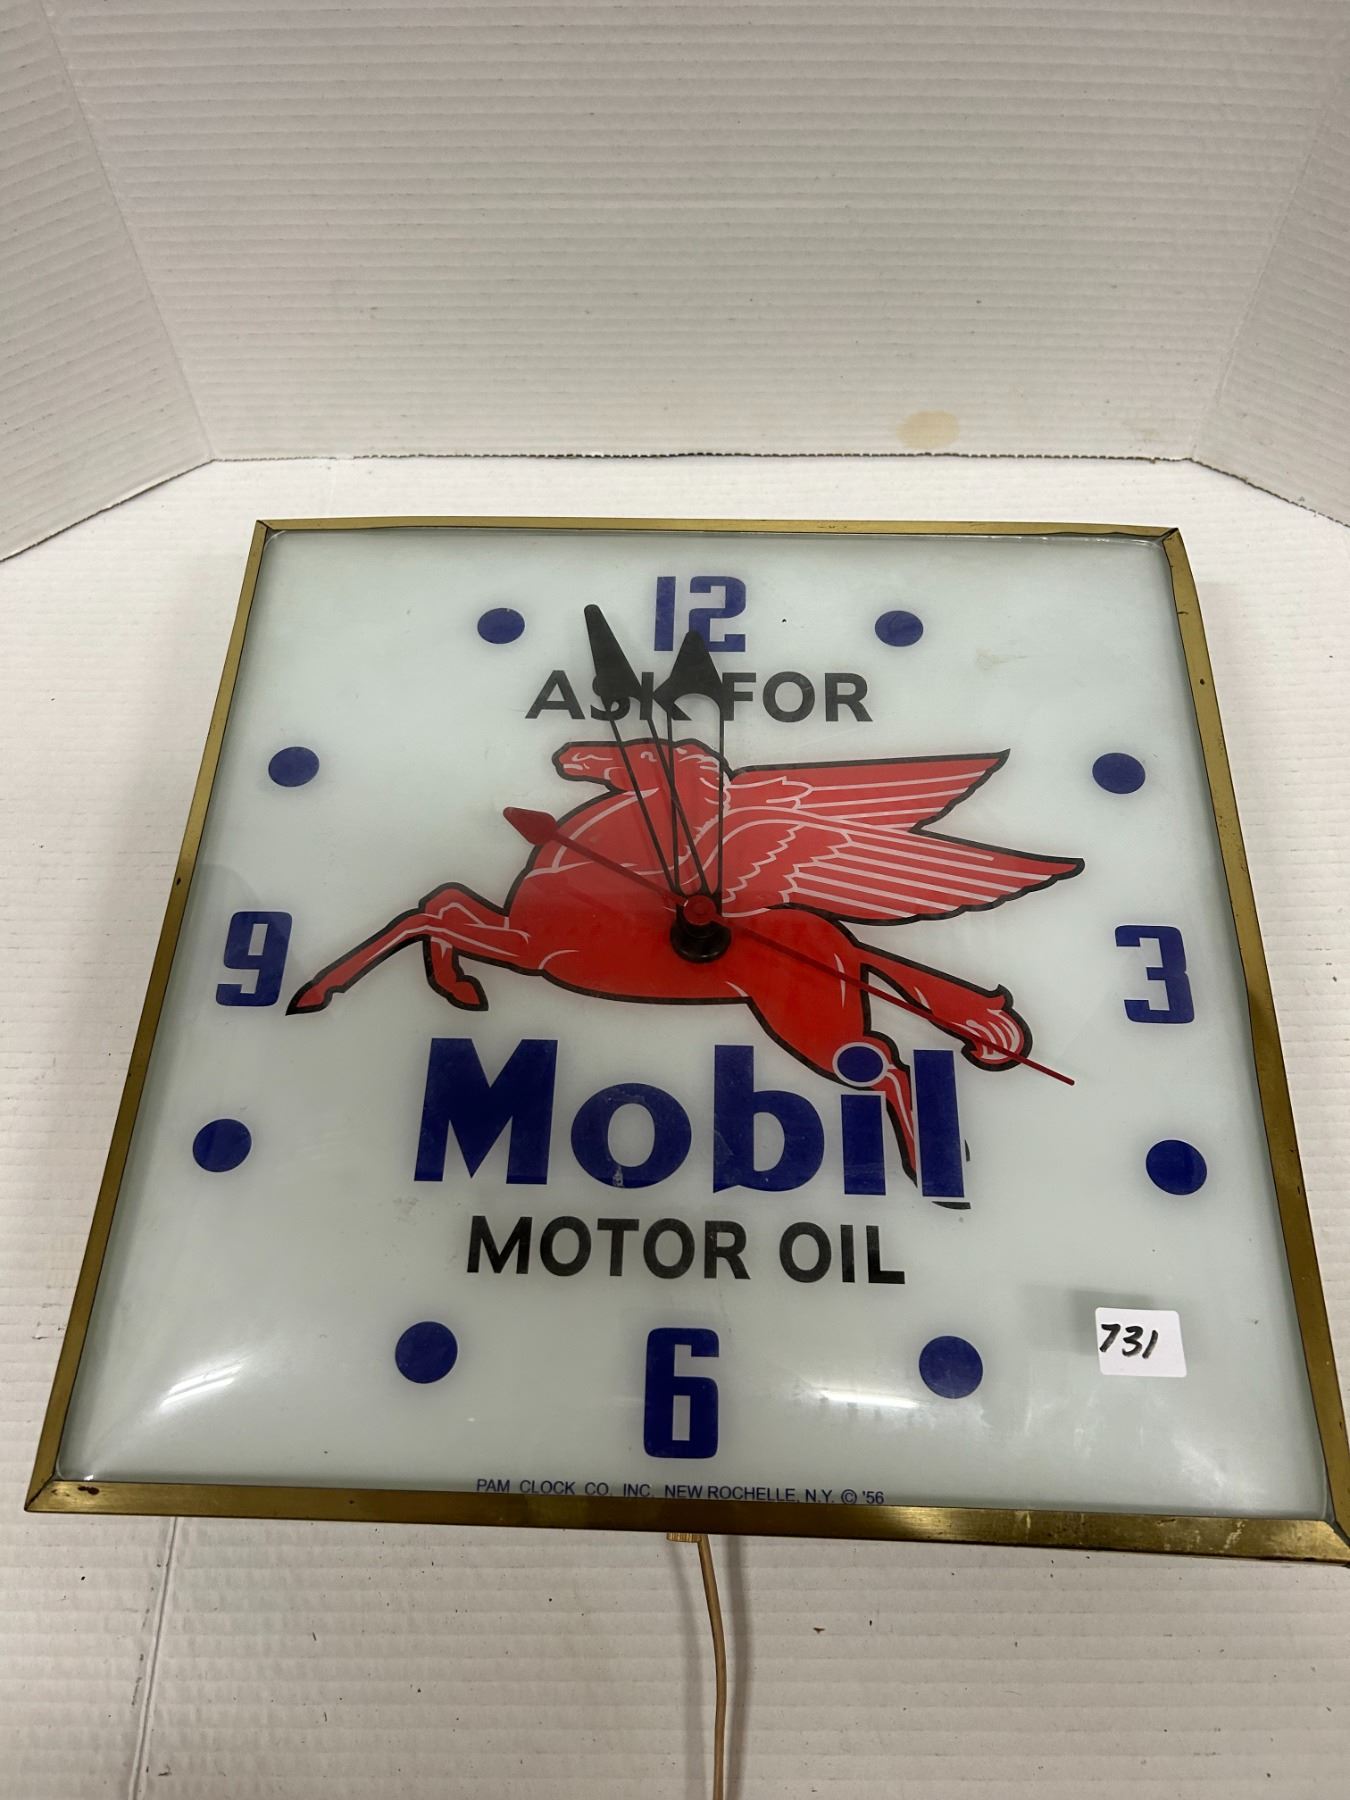 12
ASK FOR
9
3
Mobil
MOTOR OIL
731
6
PAM CLOCK CO. INC. NEW ROCHELLE, N.Y. © '56